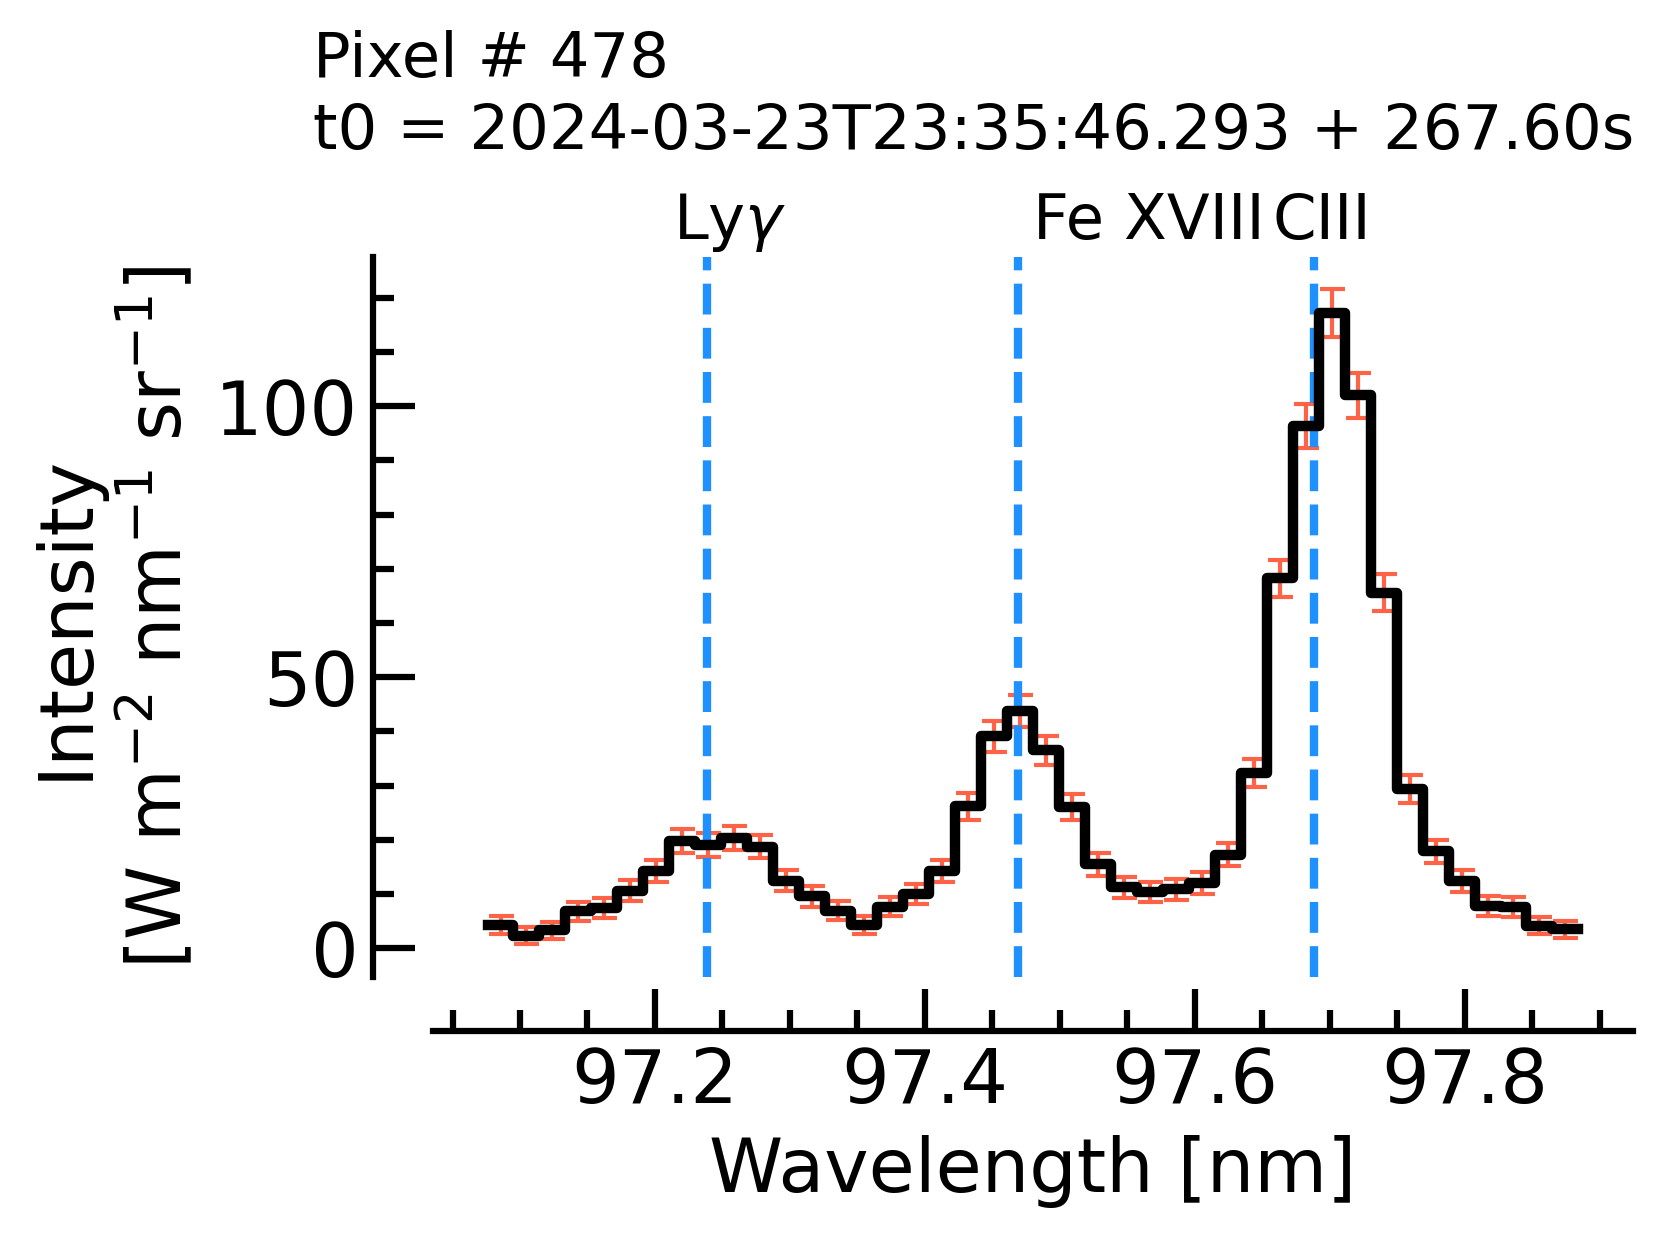 Pixel # 478
t0 = 2024-03-23T23:35:46.293 + 267.60s
Lyγ Fe XVIII CIII
Intensity
[W m⁻² nm⁻¹ sr⁻¹]
100
50
0
97.2 97.4 97.6 97.8
Wavelength [nm]